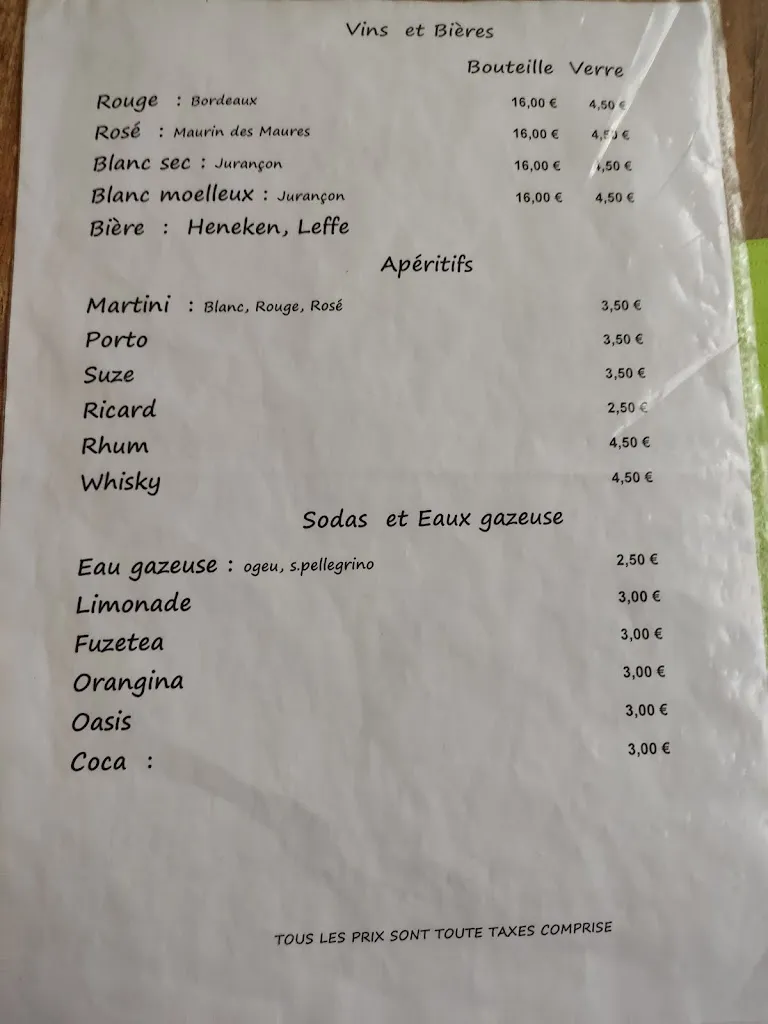 Vins et Bières
Bouteille Verre
Rouge : Bordeaux 16,00 € 4,50 €
Rosé : Maurin des Maures 16,00 € 4,50 €
Blanc sec : Jurançon 16,00 € 4,50 €
Blanc moelleux : Jurançon 16,00 € 4,50 €
Bière : Heneken, Leffe
Apéritifs
Martini : Blanc, Rouge, Rosé 3,50 €
Porto 3,50 €
Suze 3,50 €
Ricard 2,50 €
Rhum 4,50 €
Whisky 4,50 €
Sodas et Eaux gazeuse
Eau gazeuse : ogeu, s.pellegrino 2,50 €
Limonade 3,00 €
Fuzetea 3,00 €
Orangina 3,00 €
Oasis 3,00 €
Coca : 3,00 €
TOUS LES PRIX SONT TOUTE TAXES COMPRISE